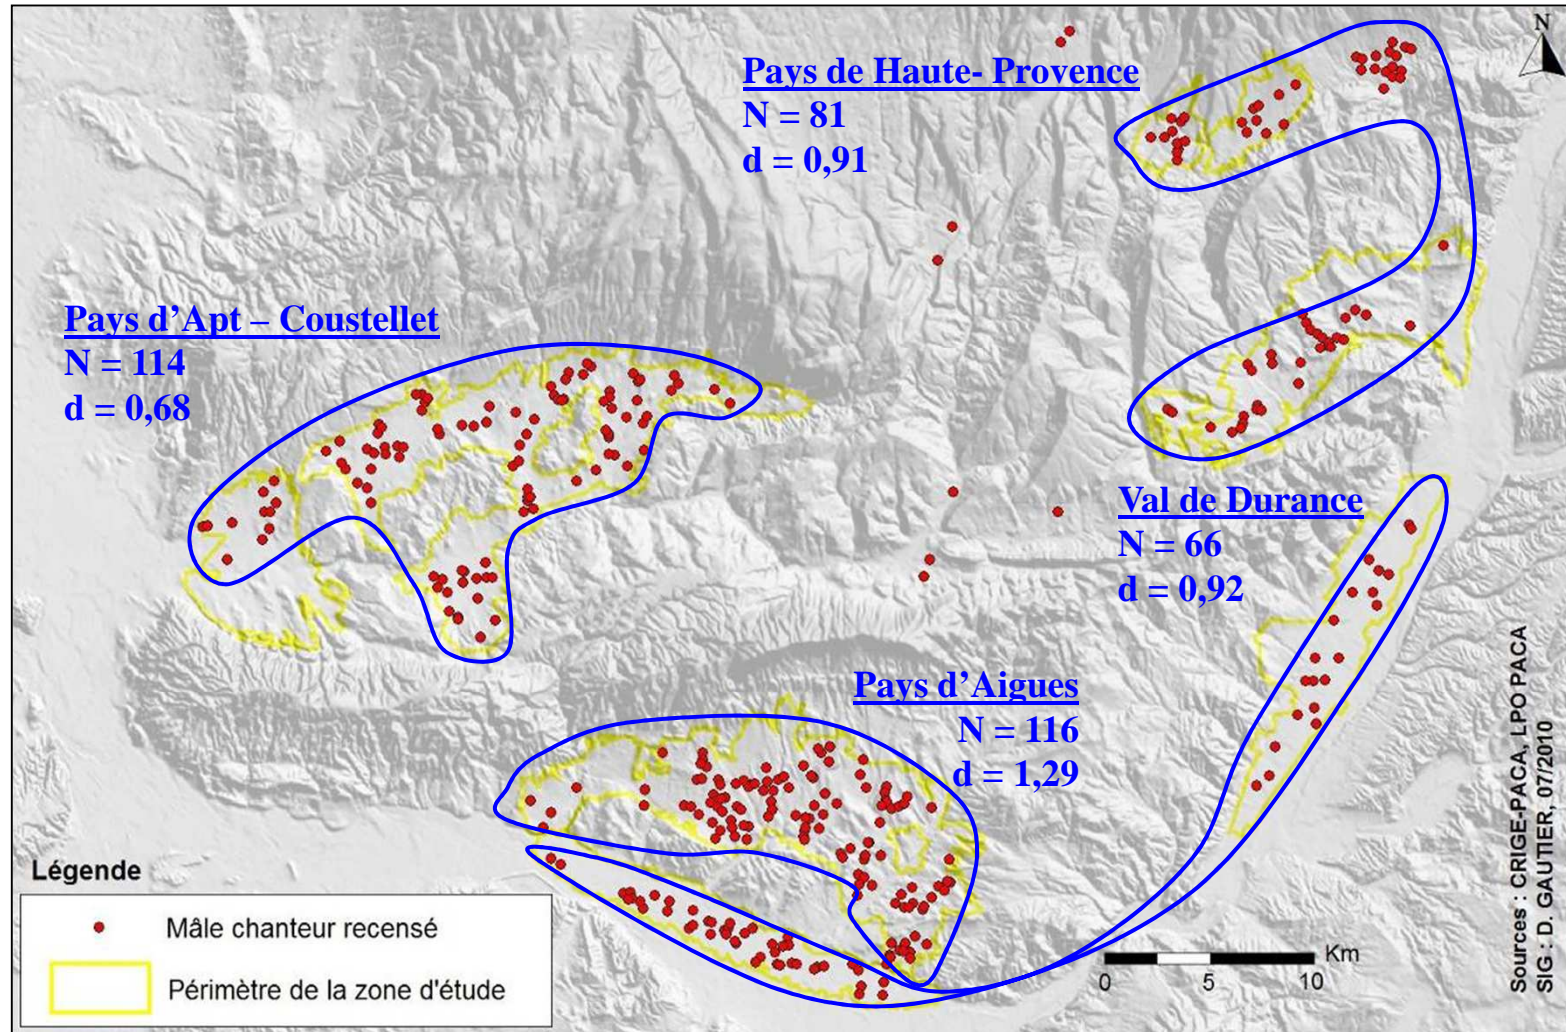 N
Pays de Haute- Provence
N = 81
d = 0,91
Pays d’Apt – Coustellet
N = 114
d = 0,68
Val de Durance
N = 66
d = 0,92
Pays d’Aigues
N = 116
d = 1,29
Légende
Mâle chanteur recensé
Périmètre de la zone d'étude
Km
0 5 10
Sources : CRIGE-PACA, LPO PACA
SIG : D. GAUTIER, 07/2010